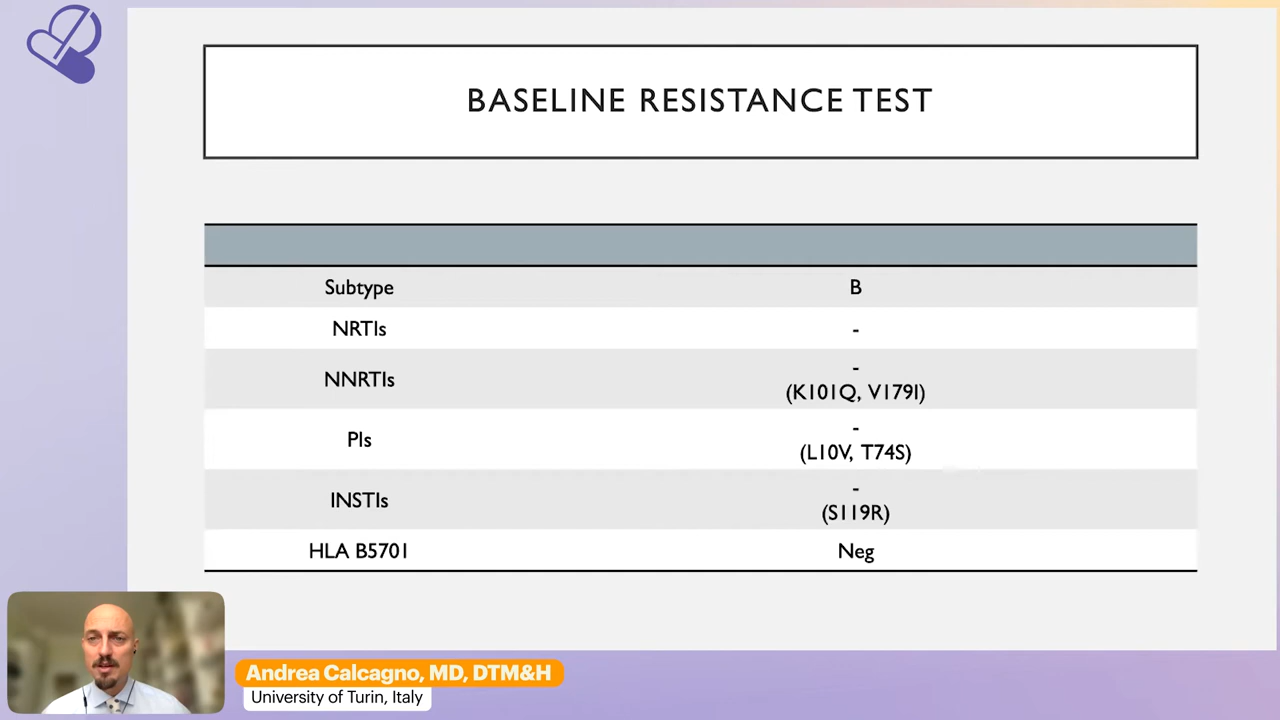 BASELINE RESISTANCE TEST
Subtype B
NRTIs -
NNRTIs -
(K101Q, V179I)
PIs -
(L10V, T74S)
INSTIs -
(S119R)
HLA B5701 Neg
Andrea Calcagno, MD, DTM&H
University of Turin, Italy